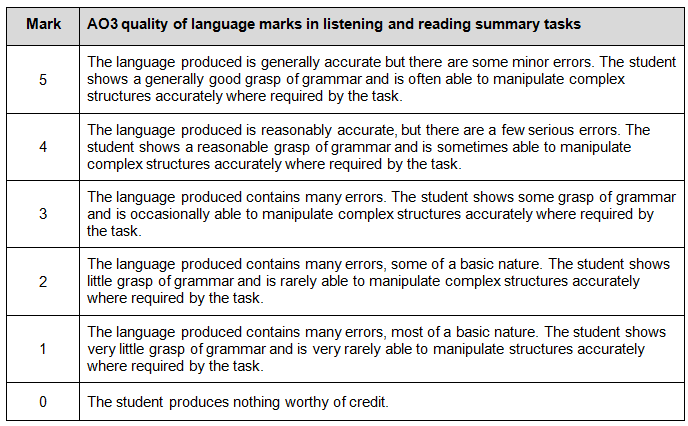 Mark AO3 quality of language marks in listening and reading summary tasks
5
The language produced is generally accurate but there are some minor errors. The student
shows a generally good grasp of grammar and is often able to manipulate complex
structures accurately where required by the task.
4
The language produced is reasonably accurate, but there are a few serious errors. The
student shows a reasonable grasp of grammar and is sometimes able to manipulate
complex structures accurately where required by the task.
3
The language produced contains many errors. The student shows some grasp of grammar
and is occasionally able to manipulate complex structures accurately where required by
the task.
2
The language produced contains many errors, some of a basic nature. The student shows
little grasp of grammar and is rarely able to manipulate complex structures accurately
where required by the task.
1
The language produced contains many errors, most of a basic nature. The student shows
very little grasp of grammar and is very rarely able to manipulate structures accurately
where required by the task.
0 The student produces nothing worthy of credit.